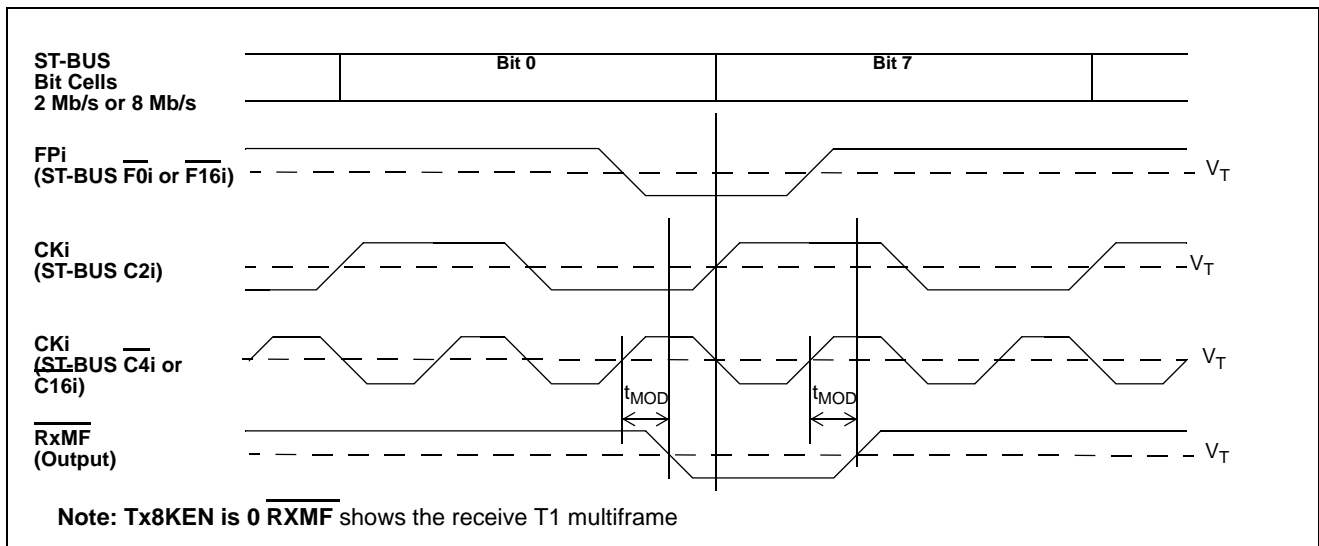 ST-BUS
Bit Cells
2 Mb/s or 8 Mb/s
Bit 0
Bit 7
FPi
(ST-BUS F0i or F16i)
VT
CKi
(ST-BUS C2i)
VT
CKi
(ST-BUS C4i or
C16i)
VT
tMOD
tMOD
RxMF
(Output)
VT
Note: Tx8KEN is 0 RXMF shows the receive T1 multiframe